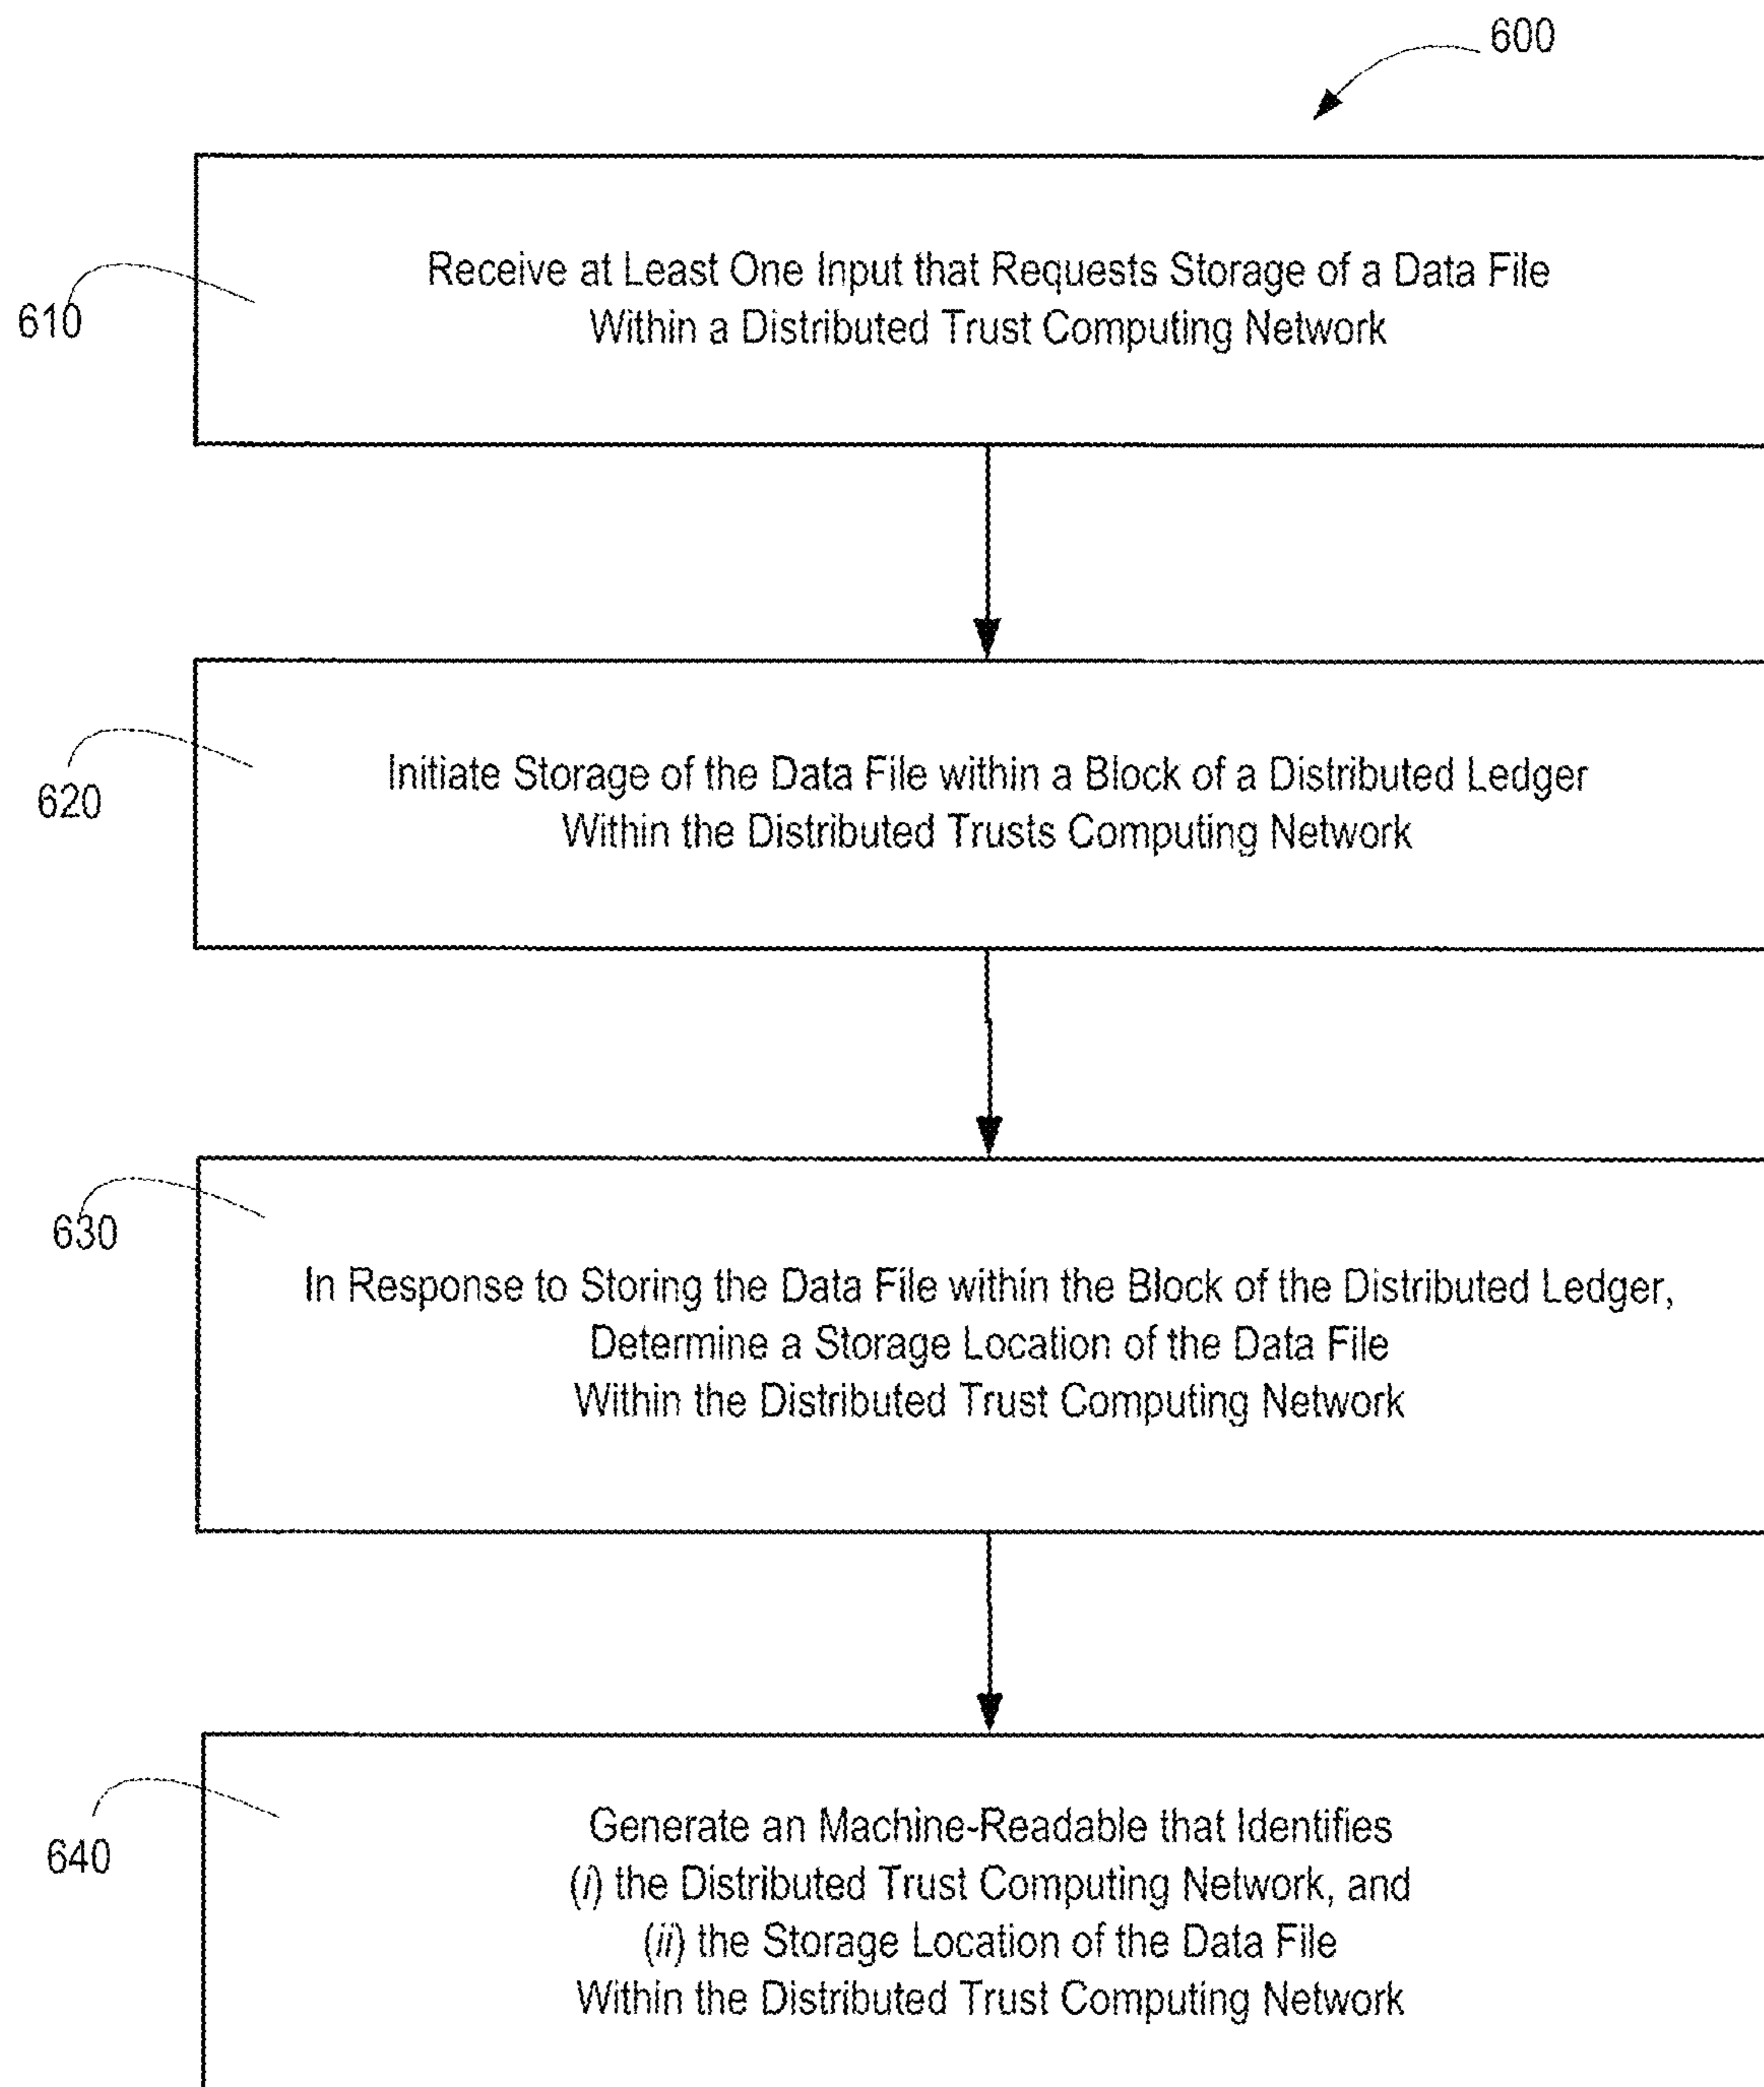 600
610
Receive at Least One Input that Requests Storage of a Data File
Within a Distributed Trust Computing Network
620
Initiate Storage of the Data File within a Block of a Distributed Ledger
Within the Distributed Trusts Computing Network
630
In Response to Storing the Data File within the Block of the Distributed Ledger,
Determine a Storage Location of the Data File
Within the Distributed Trust Computing Network
640
Generate an Machine-Readable that Identifies
(i) the Distributed Trust Computing Network, and
(ii) the Storage Location of the Data File
Within the Distributed Trust Computing Network